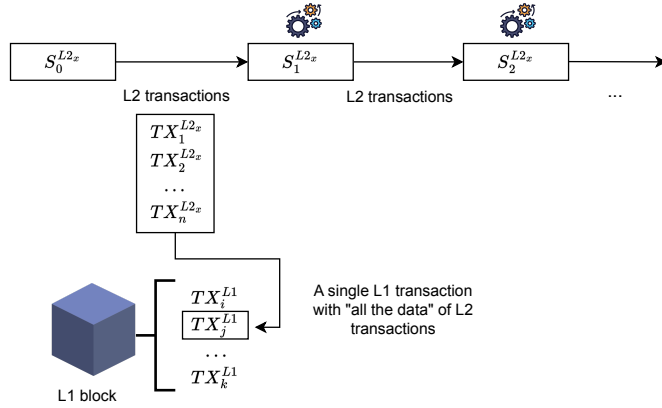 $S_0^{L2_x}$ $S_1^{L2_x}$ $S_2^{L2_x}$
L2 transactions L2 transactions ...
$TX_1^{L2_x}$
$TX_2^{L2_x}$
...
$TX_n^{L2_x}$
A single L1 transaction
with "all the data" of L2
transactions
$TX_i^{L1}$
$TX_j^{L1}$
...
$TX_k^{L1}$
L1 block